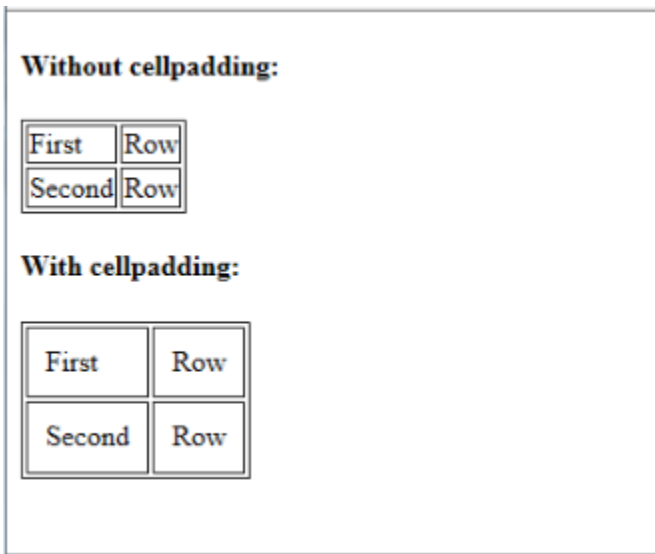 Without cellpadding:
First Row
Second Row
With cellpadding:
First Row
Second Row